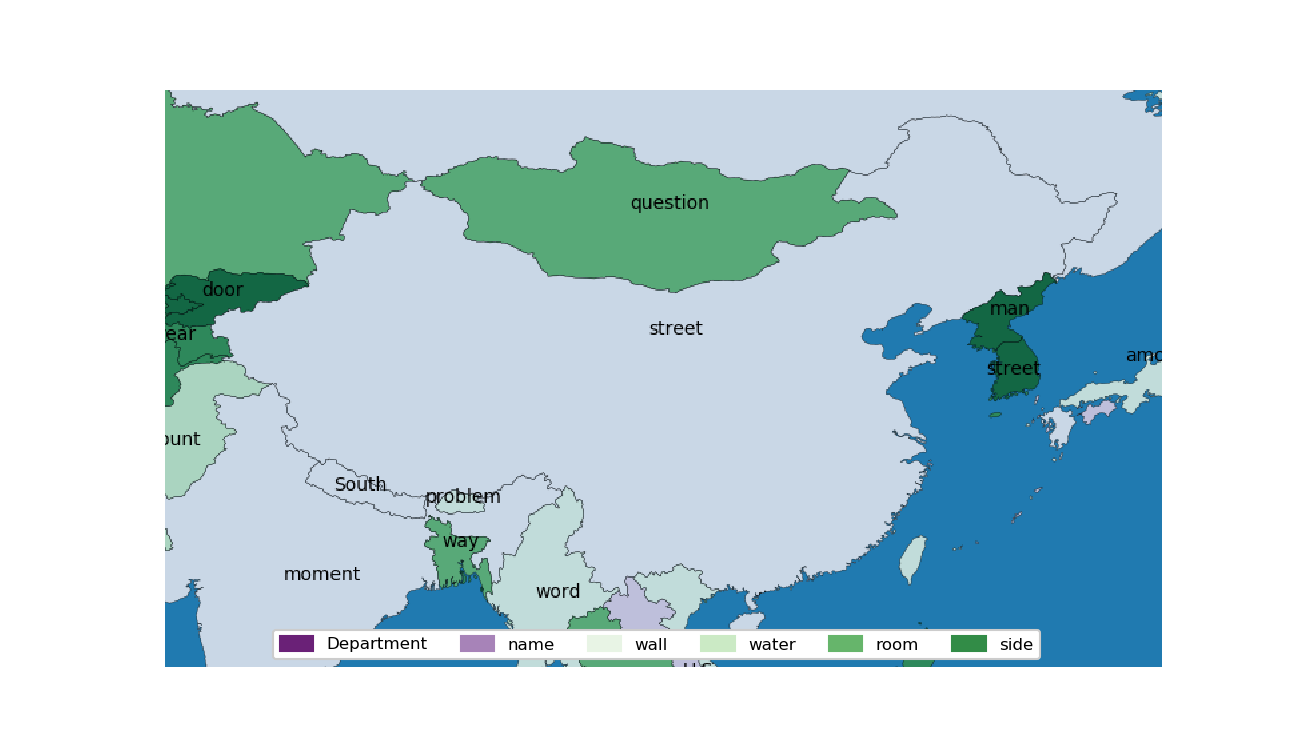 question
door
man
ear
street
amo
street
ount
South
problem
way
moment
word
Department name wall water room side